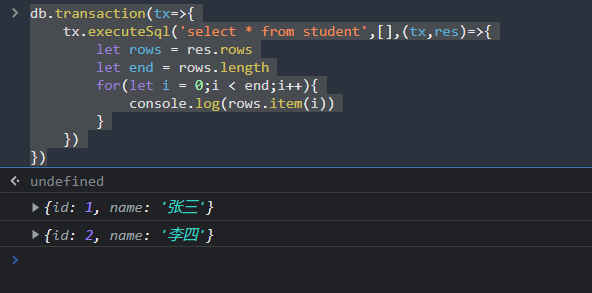 db.transaction(tx=>{
    tx.executeSql('select * from student',[],(tx,res)=>{
        let rows = res.rows
        let end = rows.length
        for(let i = 0;i < end;i++){
            console.log(rows.item(i))
        }
    })
})
undefined
{id: 1, name: '张三'}
{id: 2, name: '李四'}